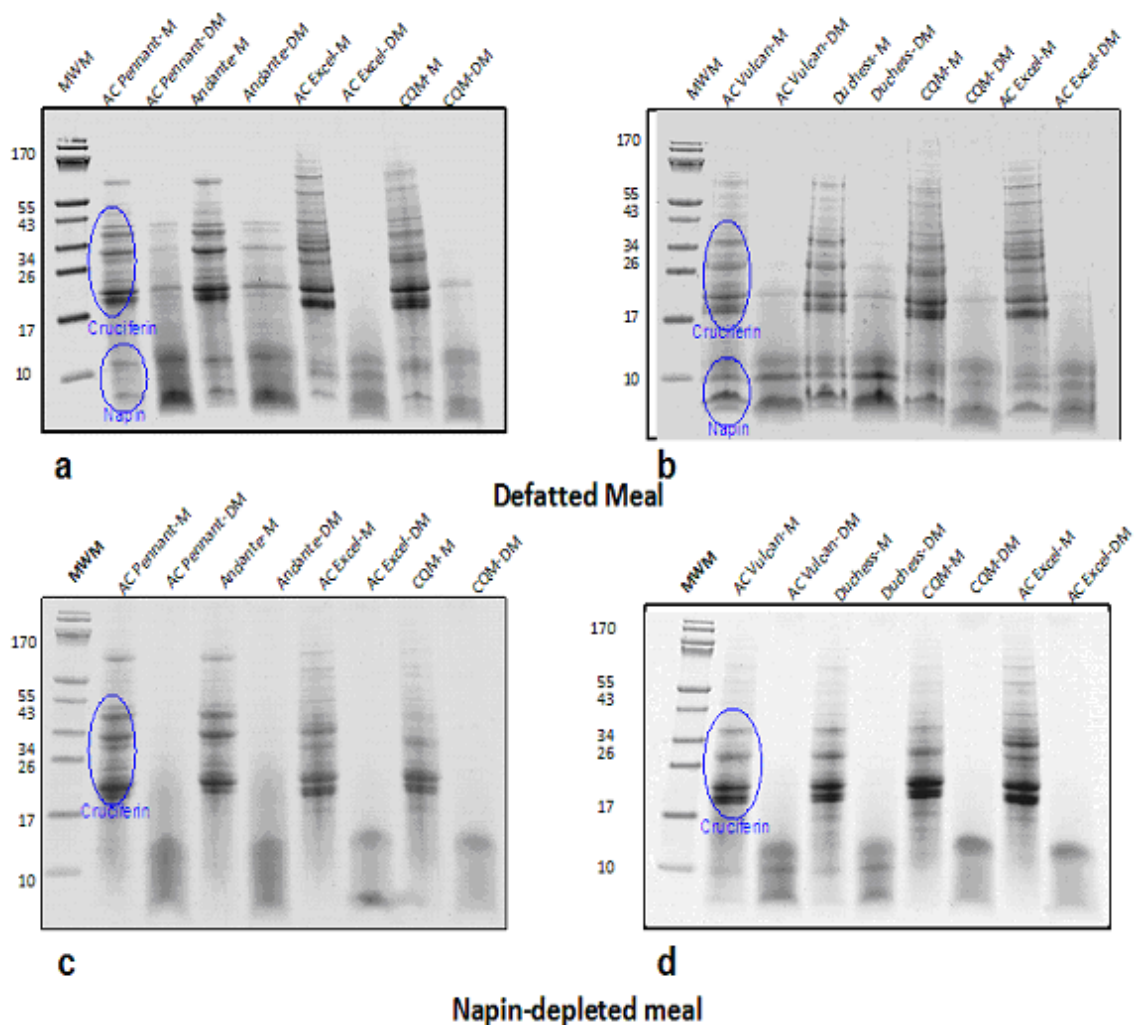 MWM AC Pennant-M AC Pennant-DM Andante-M Andante-DM AC Excel-M AC Excel-DM CQM-M CQM-DM
170
55
43
34
26
17
10
Cruciferin
Napin
a
MWM AC Vulcan-M AC Vulcan-DM Duchess-M Duchess-DM CQM-M CQM-DM AC Excel-M AC Excel-DM
170
55
43
34
26
17
10
Cruciferin
Napin
b
Defatted Meal
MWM AC Pennant-M AC Pennant-DM Andante-M Andante-DM AC Excel-M AC Excel-DM CQM-M CQM-DM
170
55
43
34
26
17
10
Cruciferin
c
MWM AC Vulcan-M AC Vulcan-DM Duchess-M Duchess-DM CQM-M CQM-DM AC Excel-M AC Excel-DM
170
55
43
34
26
17
10
Cruciferin
d
Napin-depleted meal